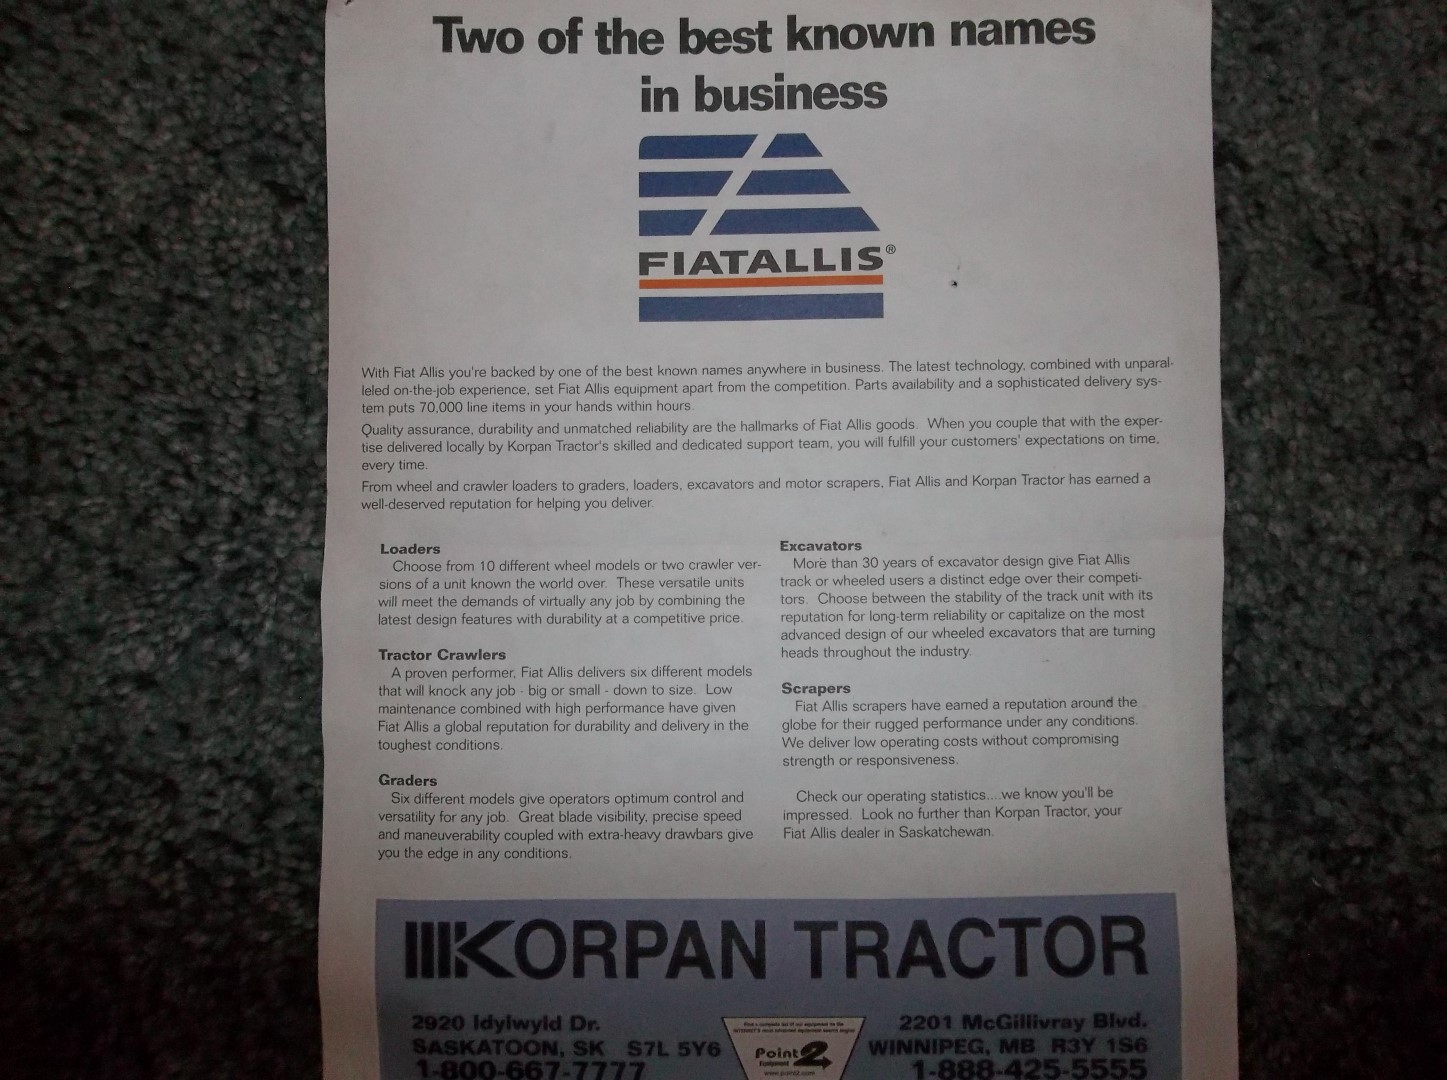 Two of the best known names
in business
FIATALLIS®
With Fiat Allis you're backed by one of the best known names anywhere in business. The latest technology, combined with unparal-
leled on-the-job experience, set Fiat Allis equipment apart from the competition. Parts availability and a sophisticated delivery sys-
tem puts 70,000 line items in your hands within hours.
Quality assurance, durability and unmatched reliability are the hallmarks of Fiat Allis goods. When you couple that with the exper-
tise delivered locally by Korpan Tractor's skilled and dedicated support team, you will fulfill your customers' expectations on time,
every time.
From wheel and crawler loaders to graders, loaders, excavators and motor scrapers, Fiat Allis and Korpan Tractor has earned a
well-deserved reputation for helping you deliver.
Loaders
Choose from 10 different wheel models or two crawler ver-
sions of a unit known the world over. These versatile units
will meet the demands of virtually any job by combining the
latest design features with durability at a competitive price.
Tractor Crawlers
A proven performer, Fiat Allis delivers six different models
that will knock any job - big or small - down to size. Low
maintenance combined with high performance have given
Fiat Allis a global reputation for durability and delivery in the
toughest conditions.
Graders
Six different models give operators optimum control and
versatility for any job. Great blade visibility, precise speed
and maneuverability coupled with extra-heavy drawbars give
you the edge in any conditions.
Excavators
More than 30 years of excavator design give Fiat Allis
track or wheeled users a distinct edge over their competi-
tors. Choose between the stability of the track unit with its
reputation for long-term reliability or capitalize on the most
advanced design of our wheeled excavators that are turning
heads throughout the industry.
Scrapers
Fiat Allis scrapers have earned a reputation around the
globe for their rugged performance under any conditions.
We deliver low operating costs without compromising
strength or responsiveness.
Check our operating statistics....we know you'll be
impressed. Look no further than Korpan Tractor, your
Fiat Allis dealer in Saskatchewan.
KORPAN TRACTOR
2920 Idylwyld Dr.
SASKATOON, SK S7L 5Y6
1-800-667-7777
Find a complete list of our equipment on the
INTERNET's most advanced equipment search engine
Point2
Equipment
www.point2.com
2201 McGillivray Blvd.
WINNIPEG, MB R3Y 1S6
1-888-425-5555